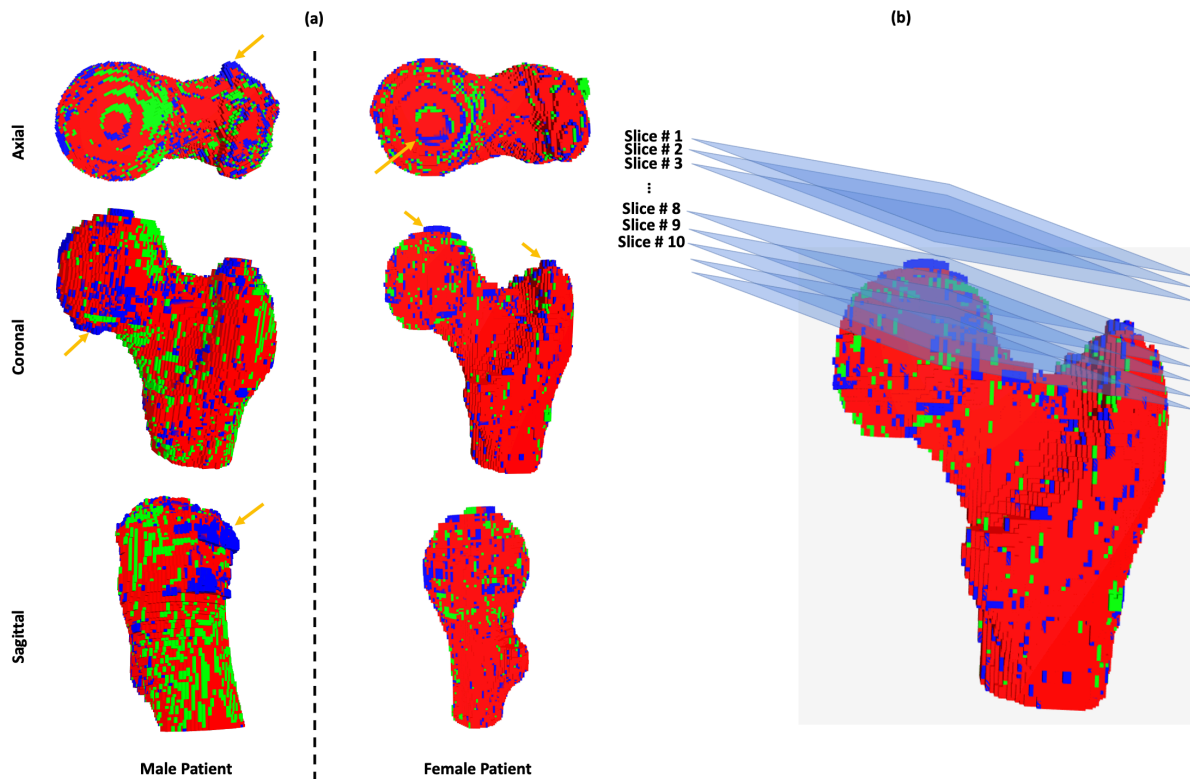 (a)
(b)
Axial
Coronal
Sagittal
Slice # 1
Slice # 2
Slice # 3
...
Slice # 8
Slice # 9
Slice # 10
Male Patient
Female Patient